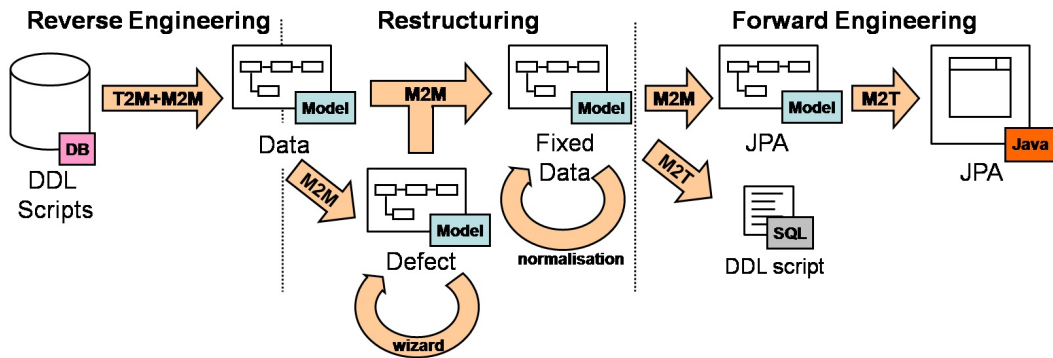 Reverse Engineering
Restructuring
Forward Engineering
T2M+M2M
Model
M2M
Model
M2M
Model
M2T
Java
DB
DDL
Scripts
Data
Fixed
Data
JPA
JPA
M2M
Model
Defect
wizard
normalisation
M2T
SQL
DDL script